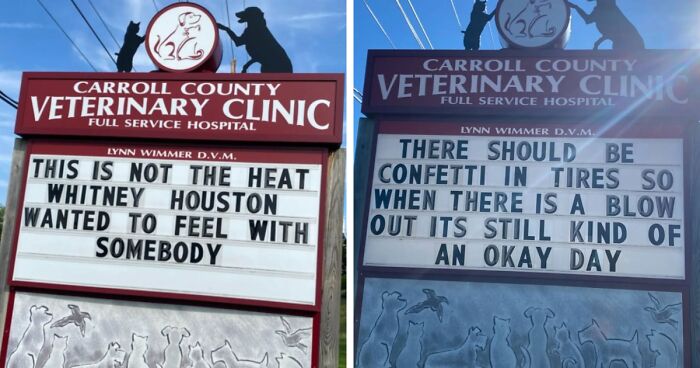 CARROLL COUNTY
VETERINARY CLINIC
FULL SERVICE HOSPITAL
LYNN WIMMER D.V.M.
THIS IS NOT THE HEAT
WHITNEY HOUSTON
WANTED TO FEEL WITH
SOMEBODY
CARROLL COUNTY
VETERINARY CLINIC
FULL SERVICE HOSPITAL
LYNN WIMMER D.V.M.
THERE SHOULD BE
CONFETTI IN TIRES SO
WHEN THERE IS A BLOW
OUT ITS STILL KIND OF
AN OKAY DAY